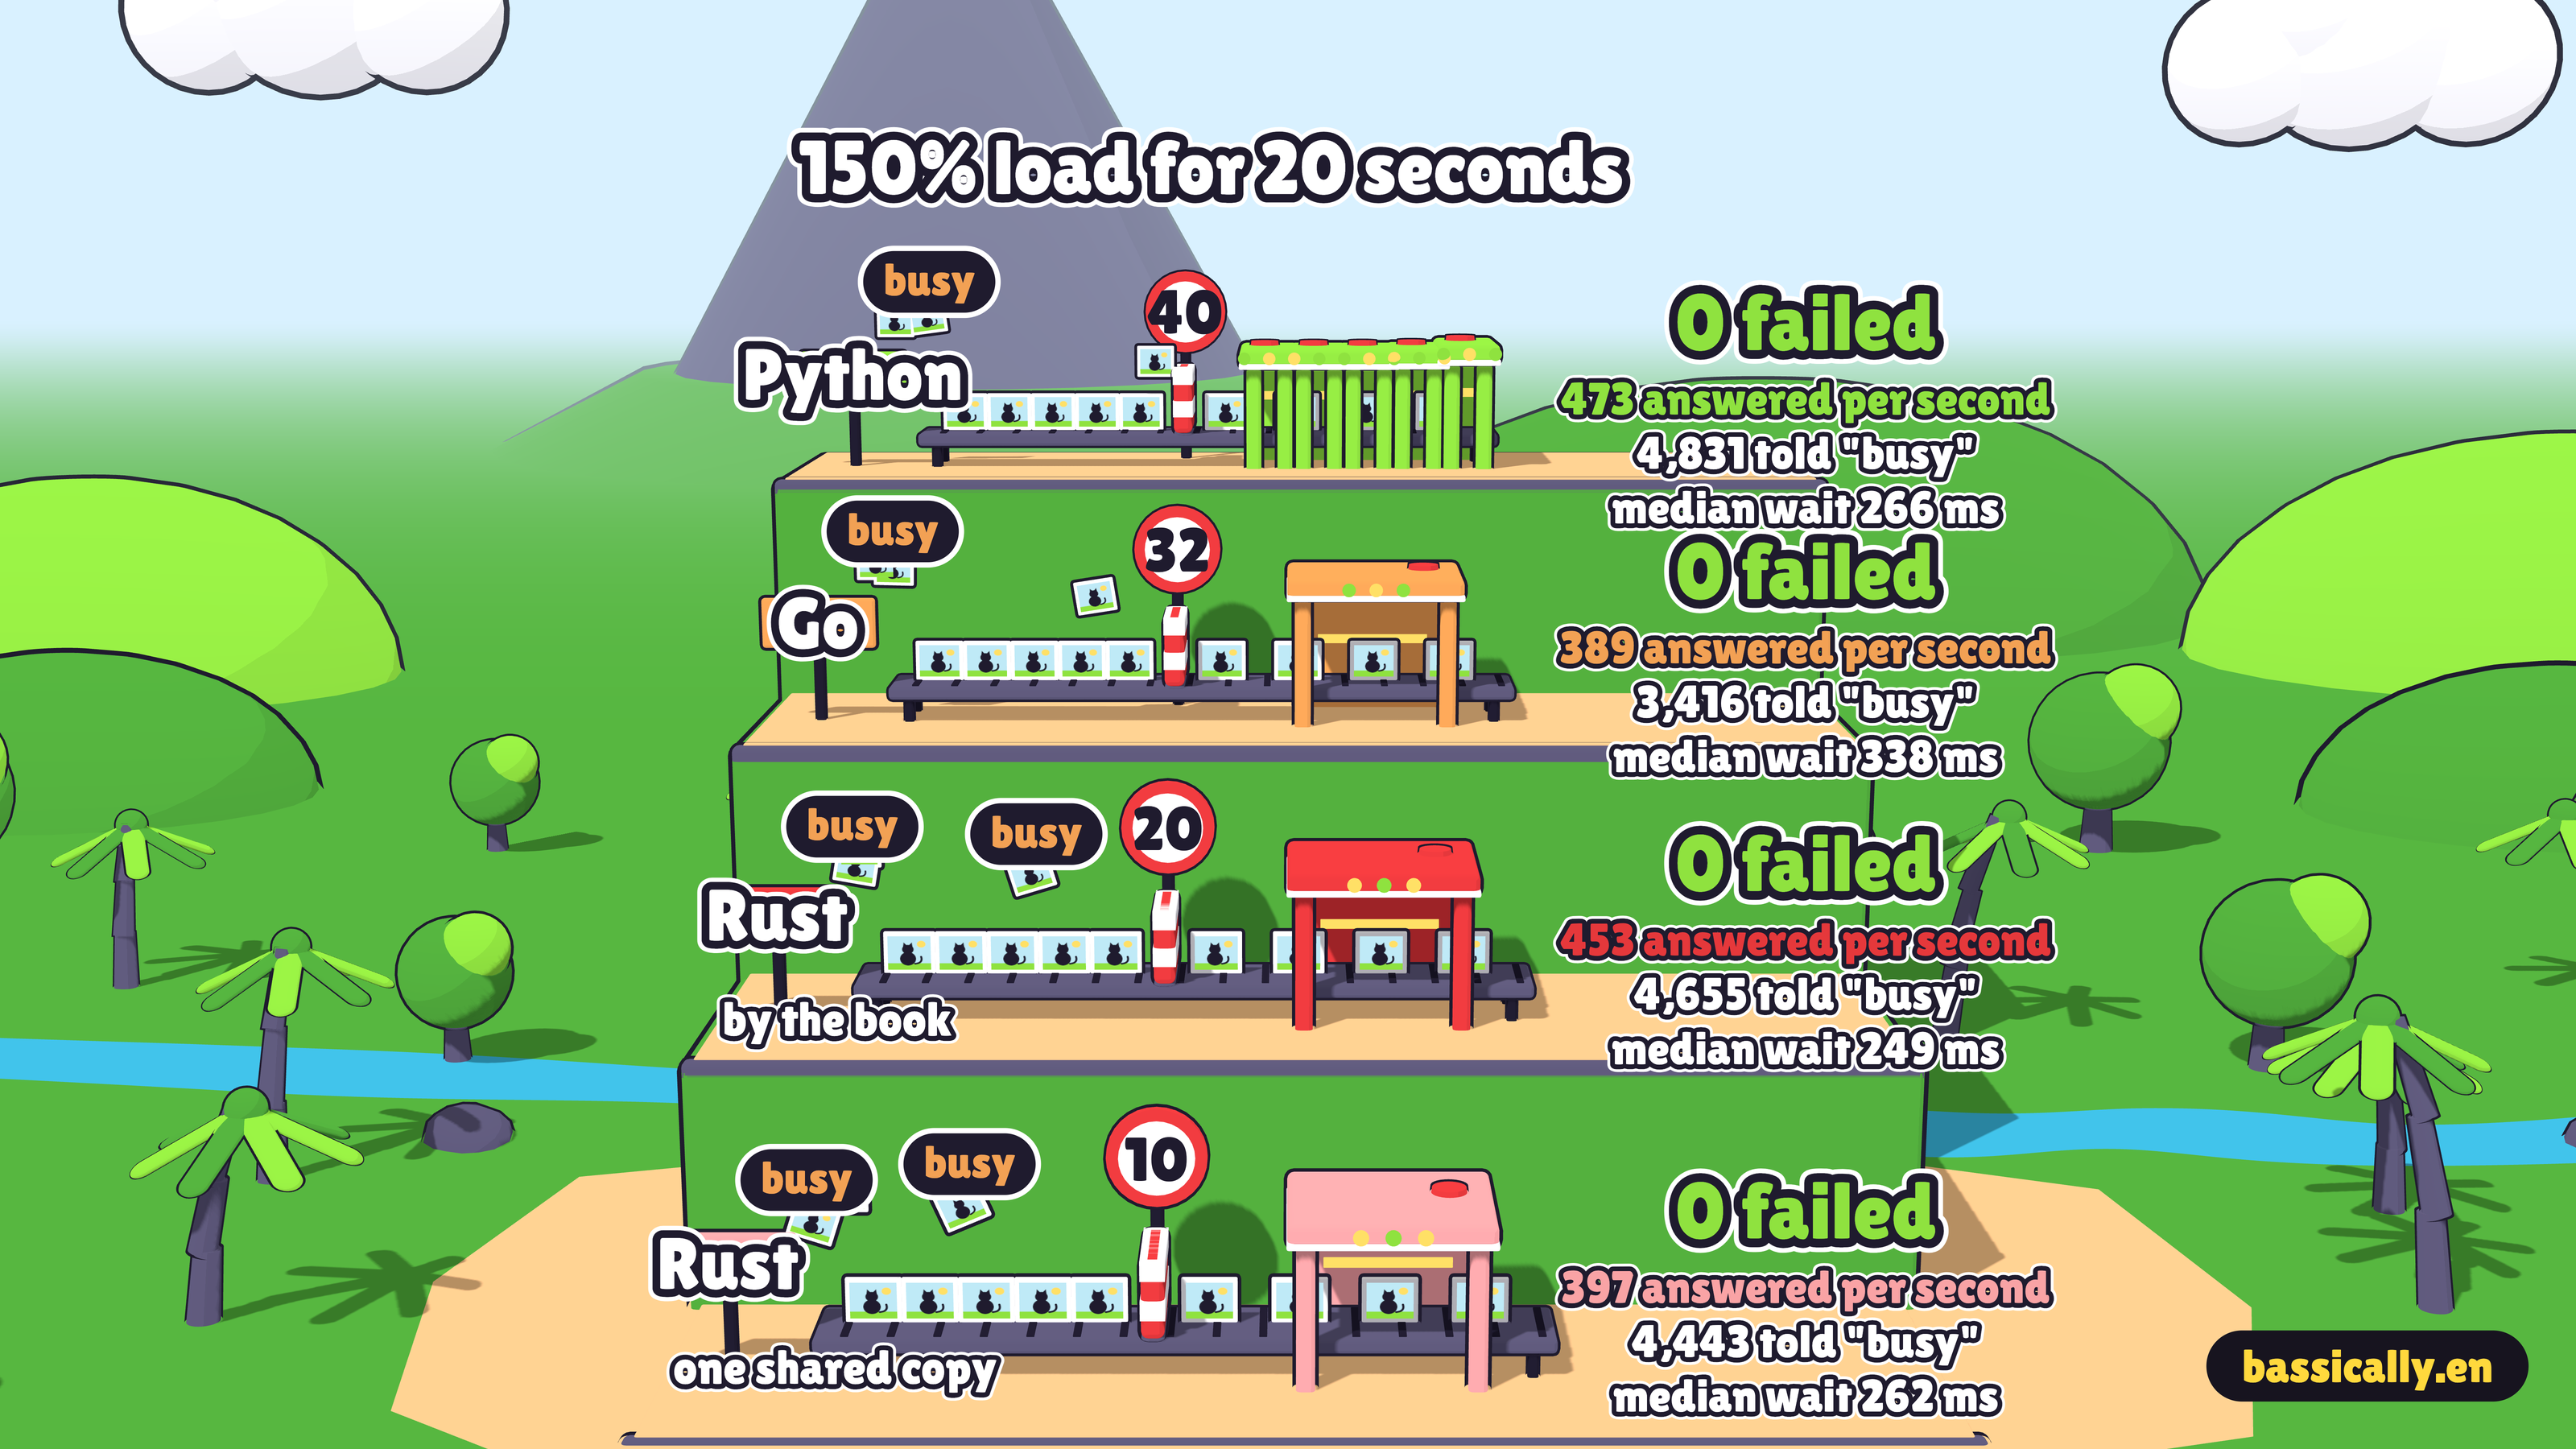 150% load for 20 seconds
busy
40
Python
0 failed
473 answered per second
4,831 told "busy"
median wait 266 ms
busy
32
Go
0 failed
389 answered per second
3,416 told "busy"
median wait 338 ms
busy
busy
20
Rust
by the book
0 failed
453 answered per second
4,655 told "busy"
median wait 249 ms
busy
busy
10
Rust
one shared copy
0 failed
397 answered per second
4,443 told "busy"
median wait 262 ms
bassically.en